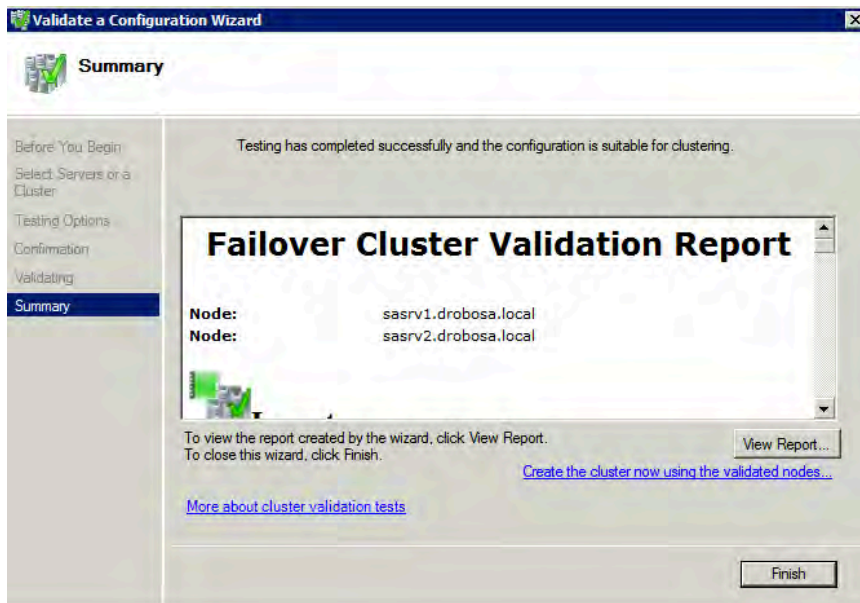 Validate a Configuration Wizard
Summary
Before You Begin
Select Servers or a
Cluster
Testing Options
Confirmation
Validating
Summary
Testing has completed successfully and the configuration is suitable for clustering.
Failover Cluster Validation Report
Node: sasrv1.drobosa.local
Node: sasrv2.drobosa.local
To view the report created by the wizard, click View Report.
To close this wizard, click Finish.
View Report...
Create the cluster now using the validated nodes...
More about cluster validation tests
Finish